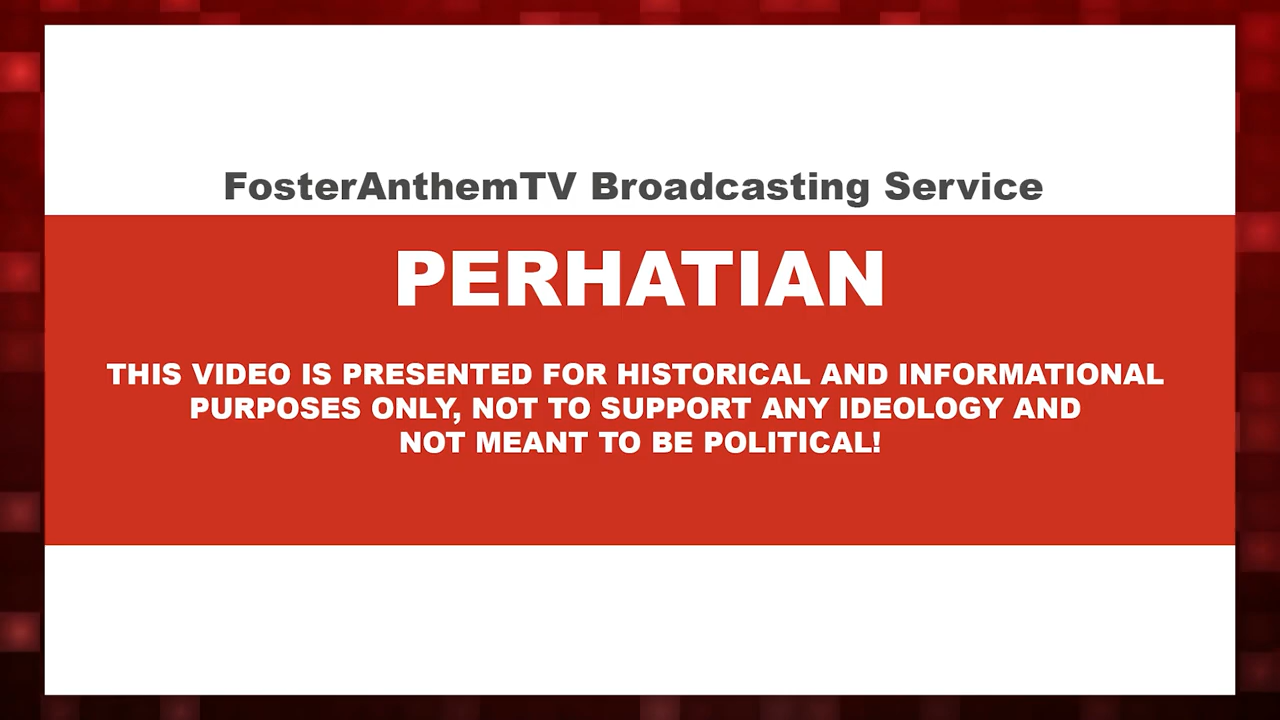 FosterAnthemTV Broadcasting Service
PERHATIAN
THIS VIDEO IS PRESENTED FOR HISTORICAL AND INFORMATIONAL
PURPOSES ONLY, NOT TO SUPPORT ANY IDEOLOGY AND
NOT MEANT TO BE POLITICAL!